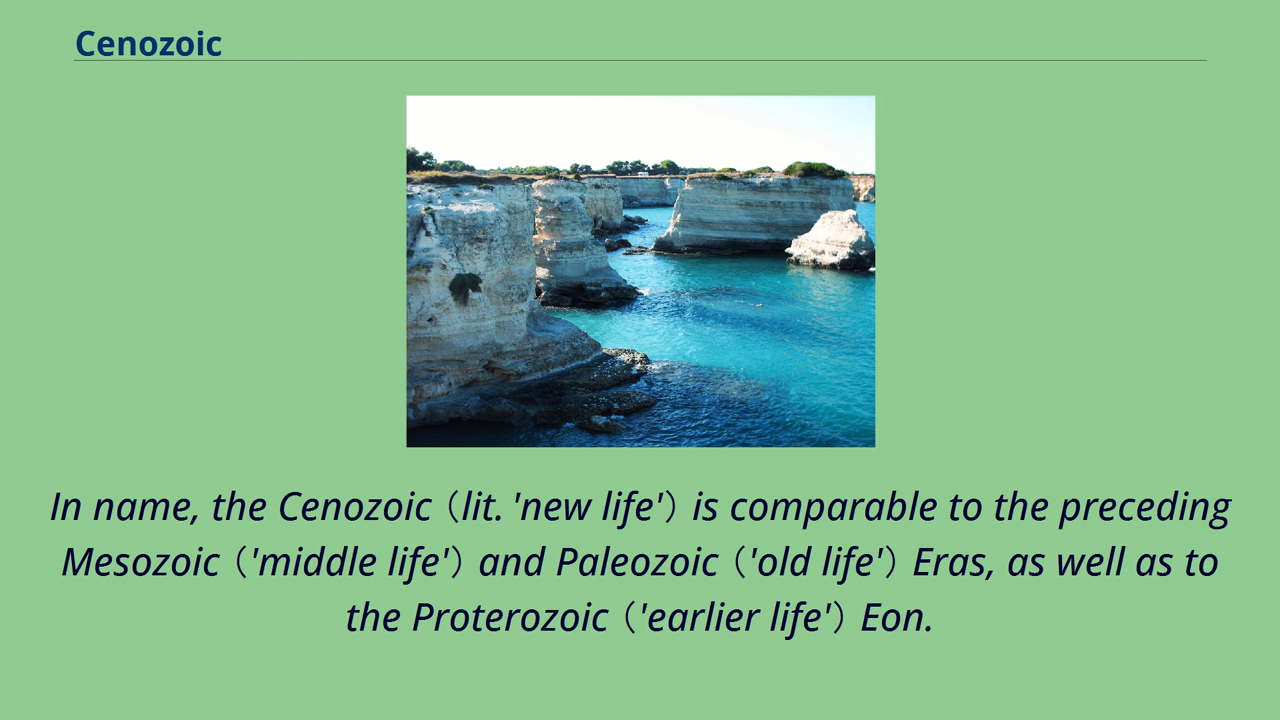 Cenozoic
In name, the Cenozoic（lit. 'new life'）is comparable to the preceding
Mesozoic（'middle life'）and Paleozoic（'old life'）Eras, as well as to
the Proterozoic（'earlier life'）Eon.